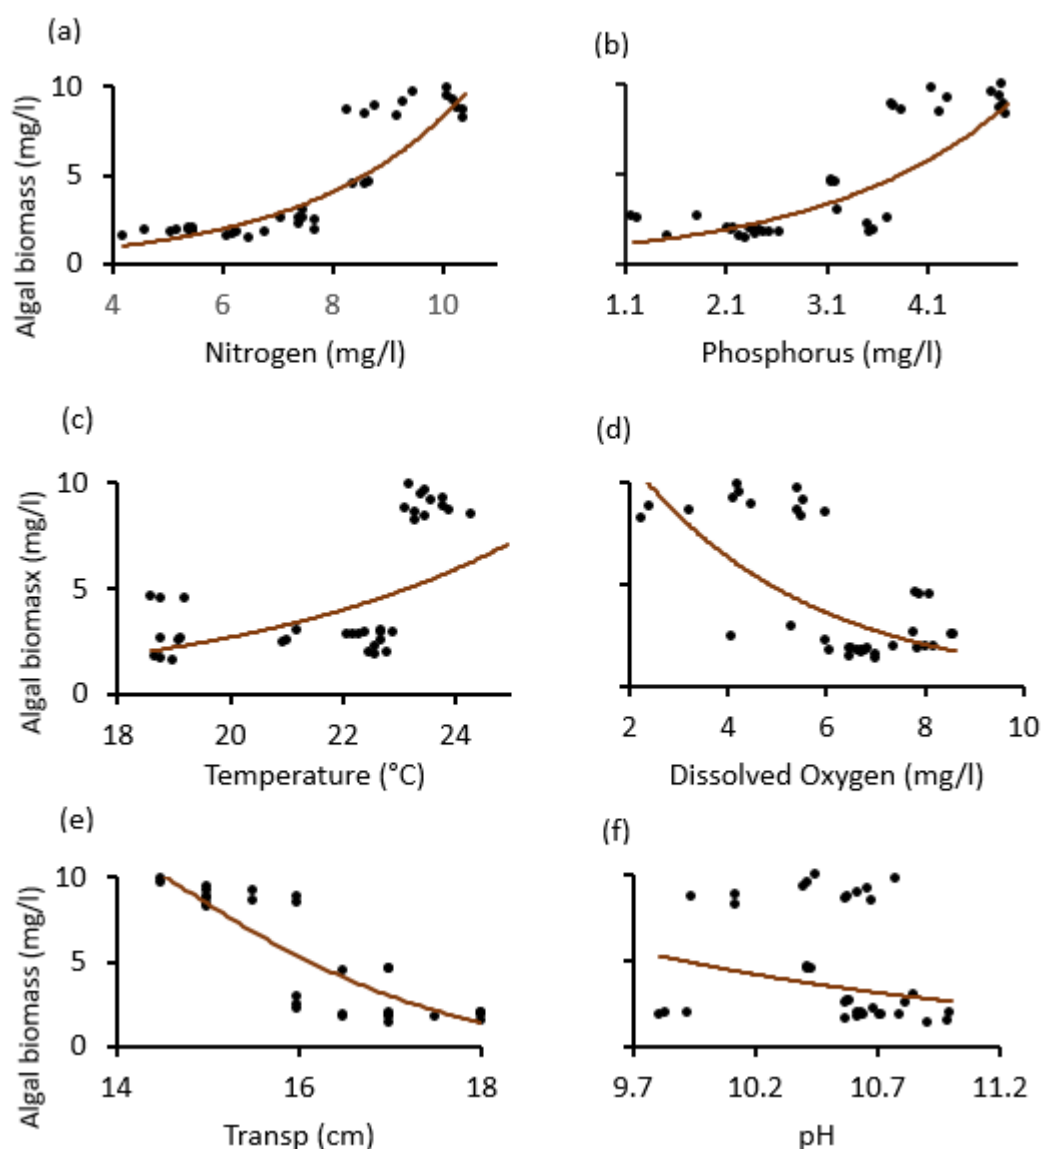 (a)
(b)
Algal biomass (mg/l)
10
5
0
4 6 8 10
1.1 2.1 3.1 4.1
Nitrogen (mg/l)
Phosphorus (mg/l)
(c)
(d)
Algal biomasx (mg/l)
10
5
0
18 20 22 24
2 4 6 8 10
Temperature (°C)
Dissolved Oxygen (mg/l)
(e)
(f)
Algal biomass (mg/l)
10
5
0
14 16 18
9.7 10.2 10.7 11.2
Transp (cm)
pH